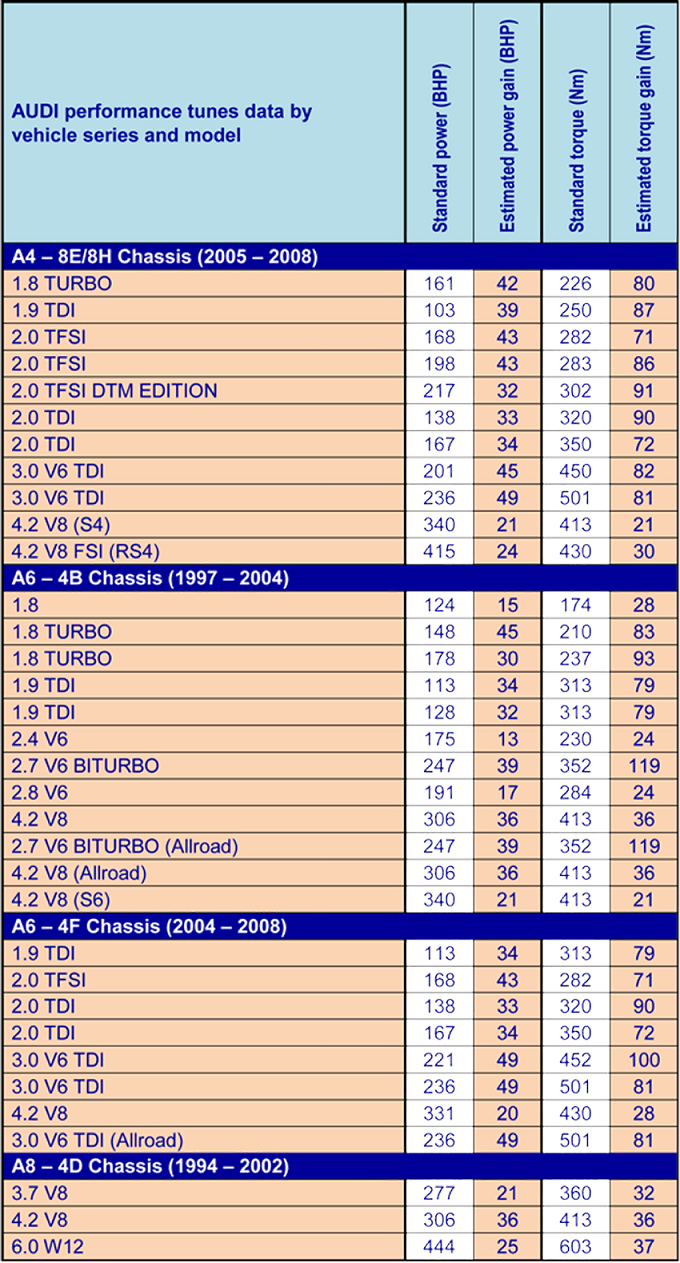 AUDI performance tunes data by
vehicle series and model
Standard power (BHP)
Estimated power gain (BHP)
Standard torque (Nm)
Estimated torque gain (Nm)
A4 – 8E/8H Chassis (2005 – 2008)
1.8 TURBO 161 42 226 80
1.9 TDI 103 39 250 87
2.0 TFSI 168 43 282 71
2.0 TFSI 198 43 283 86
2.0 TFSI DTM EDITION 217 32 302 91
2.0 TDI 138 33 320 90
2.0 TDI 167 34 350 72
3.0 V6 TDI 201 45 450 82
3.0 V6 TDI 236 49 501 81
4.2 V8 (S4) 340 21 413 21
4.2 V8 FSI (RS4) 415 24 430 30
A6 – 4B Chassis (1997 – 2004)
1.8 124 15 174 28
1.8 TURBO 148 45 210 83
1.8 TURBO 178 30 237 93
1.9 TDI 113 34 313 79
1.9 TDI 128 32 313 79
2.4 V6 175 13 230 24
2.7 V6 BITURBO 247 39 352 119
2.8 V6 191 17 284 24
4.2 V8 306 36 413 36
2.7 V6 BITURBO (Allroad) 247 39 352 119
4.2 V8 (Allroad) 306 36 413 36
4.2 V8 (S6) 340 21 413 21
A6 – 4F Chassis (2004 – 2008)
1.9 TDI 113 34 313 79
2.0 TFSI 168 43 282 71
2.0 TDI 138 33 320 90
2.0 TDI 167 34 350 72
3.0 V6 TDI 221 49 452 100
3.0 V6 TDI 236 49 501 81
4.2 V8 331 20 430 28
3.0 V6 TDI (Allroad) 236 49 501 81
A8 – 4D Chassis (1994 – 2002)
3.7 V8 277 21 360 32
4.2 V8 306 36 413 36
6.0 W12 444 25 603 37